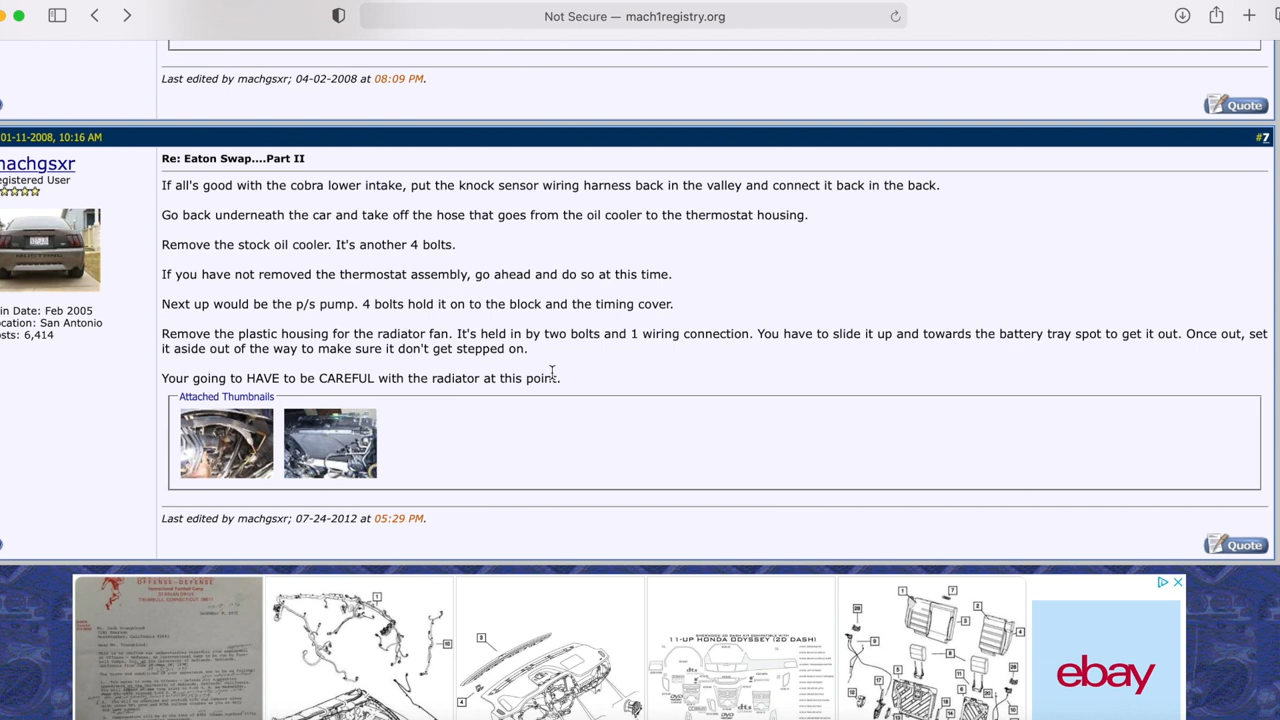 Not Secure — mach1registry.org
Last edited by machgsxr; 04-02-2008 at 08:09 PM.
Quote
01-11-2008, 10:16 AM
#7
machgsxr
Re: Eaton Swap....Part II
egistered User
If all's good with the cobra lower intake, put the knock sensor wiring harness back in the valley and connect it back in the back.
Go back underneath the car and take off the hose that goes from the oil cooler to the thermostat housing.
Remove the stock oil cooler. It's another 4 bolts.
If you have not removed the thermostat assembly, go ahead and do so at this time.
Next up would be the p/s pump. 4 bolts hold it on to the block and the timing cover.
in Date: Feb 2005
ocation: San Antonio
osts: 6,414
Remove the plastic housing for the radiator fan. It's held in by two bolts and 1 wiring connection. You have to slide it up and towards the battery tray spot to get it out. Once out, set
it aside out of the way to make sure it don't get stepped on.
Your going to HAVE to be CAREFUL with the radiator at this point.
Attached Thumbnails
Last edited by machgsxr; 07-24-2012 at 05:29 PM.
Quote
OFFENSE-DEFENSE
11-UP HONDA ODYSSEY (20 DASH)
ebay